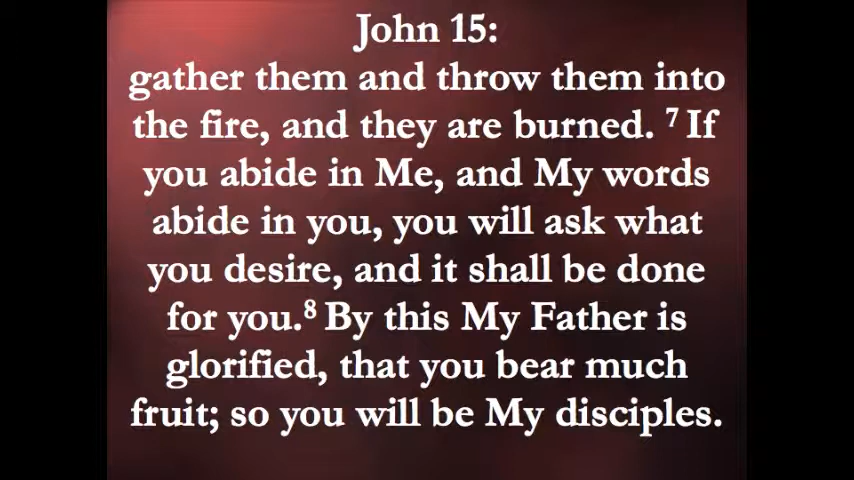 John 15:
gather them and throw them into
the fire, and they are burned. ⁷ If
you abide in Me, and My words
abide in you, you will ask what
you desire, and it shall be done
for you.⁸ By this My Father is
glorified, that you bear much
fruit; so you will be My disciples.